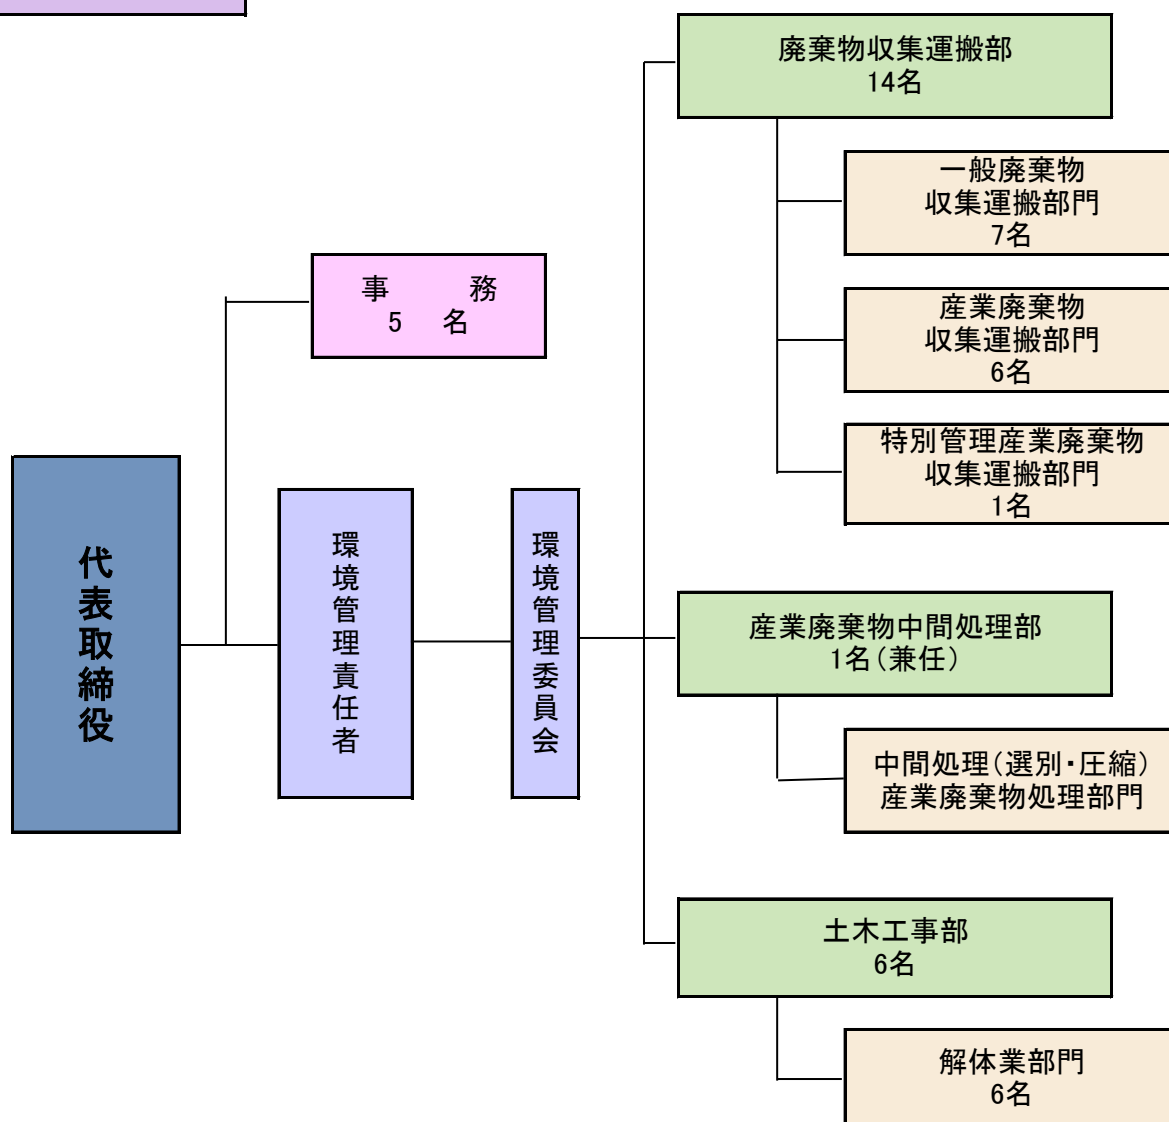 廃棄物収集運搬部
14名
一般廃棄物
収集運搬部門
7名
事　務
5　名
産業廃棄物
収集運搬部門
6名
特別管理産業廃棄物
収集運搬部門
1名
代表取締役
環境管理責任者
環境管理委員会
産業廃棄物中間処理部
1名（兼任）
中間処理（選別・圧縮）
産業廃棄物処理部門
土木工事部
6名
解体業部門
6名